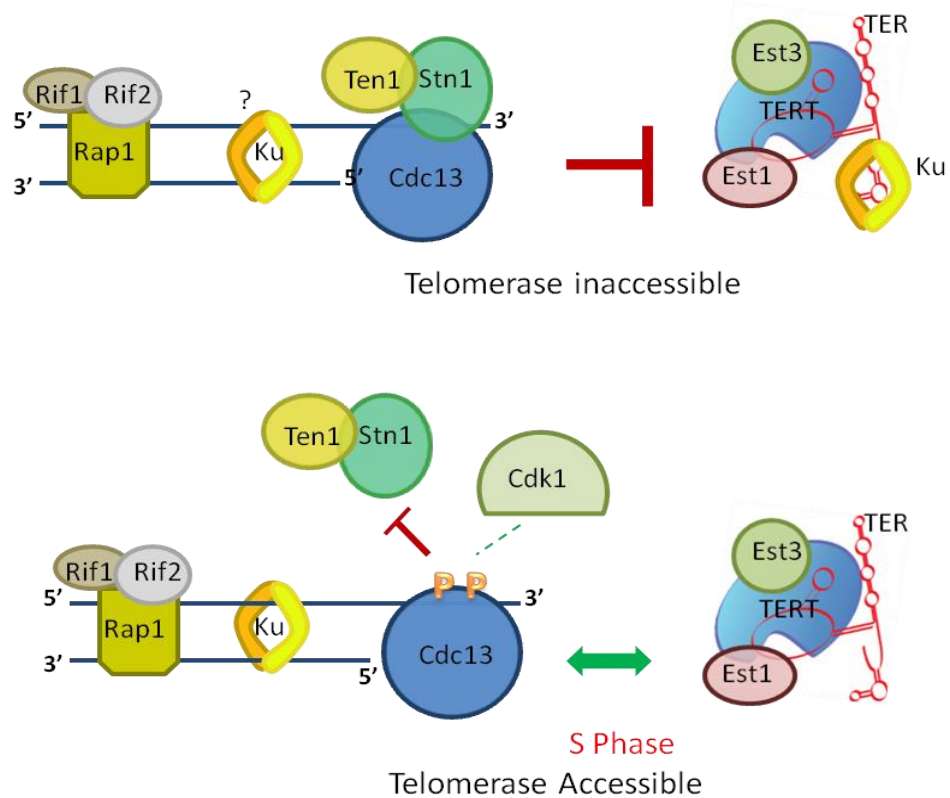 Rif1 Rif2
Rap1
5'
3'
?
Ku
Ten1 Stn1
3'
5'
Cdc13
Est3
TER
TERT
Est1
Ku
Telomerase inaccessible
Ten1 Stn1
Cdk1
Rif1 Rif2
5'
Rap1
3'
Ku
P P
3'
Cdc13
5'
Est3
TER
TERT
Est1
S Phase
Telomerase Accessible